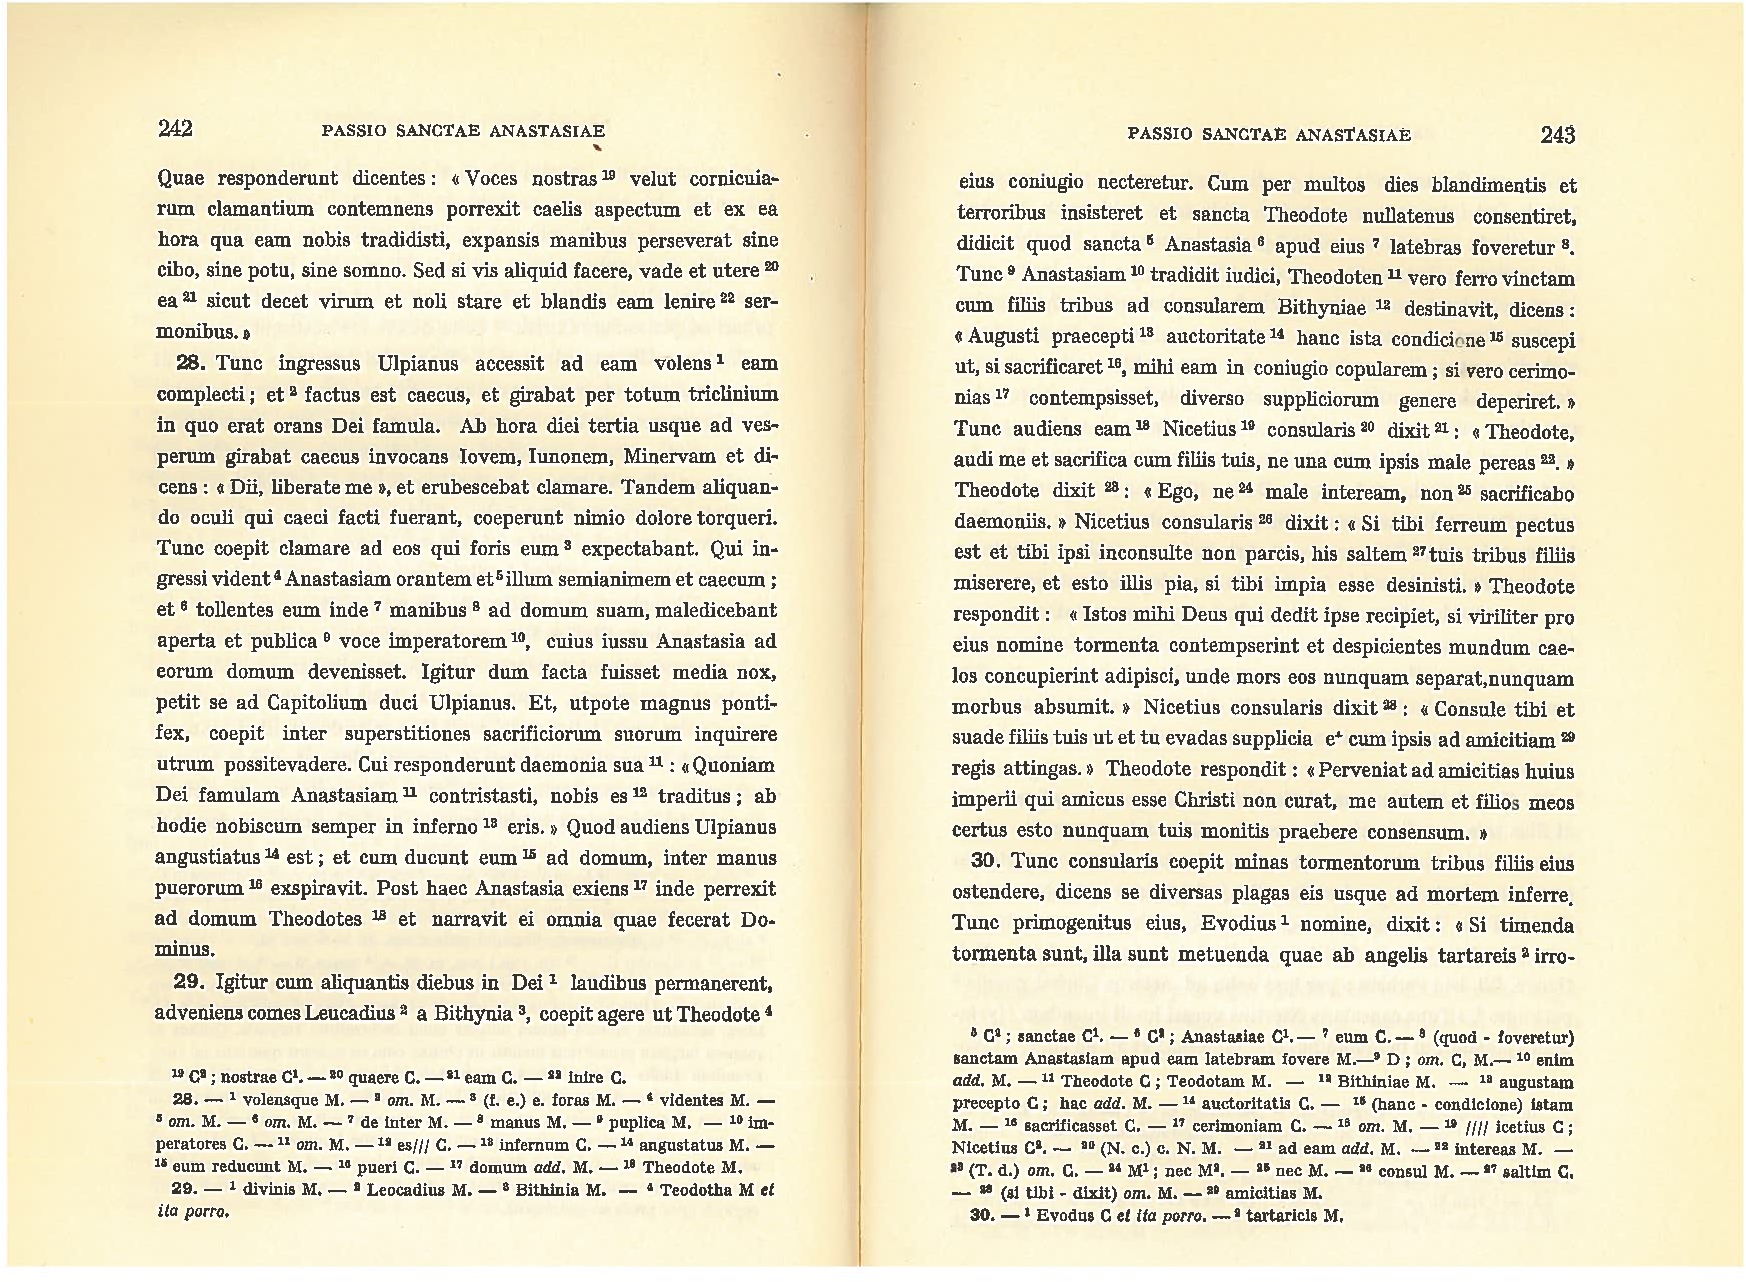 242 PASSIO SANCTAE ANASTASIAE
Quae responderunt dicentes : « Voces nostras ¹⁹ velut cornicuia-
rum clamantium contemnens porrexit caelis aspectum et ex ea
hora qua eam nobis tradidisti, expansis manibus perseverat sine
cibo, sine potu, sine somno. Sed si vis aliquid facere, vade et utere ²⁰
ea ²¹ sicut decet virum et noli stare et blandis eam lenire ²² ser-
monibus. »
28. Tunc ingressus Ulpianus accessit ad eam volens ¹ eam
complecti ; et ² factus est caecus, et girabat per totum triclinium
in quo erat orans Dei famula. Ab hora diei tertia usque ad ves-
perum girabat caecus invocans Iovem, Iunonem, Minervam et di-
cens : « Dii, liberate me », et erubescebat clamare. Tandem aliquan-
do oculi qui caeci facti fuerant, coeperunt nimio dolore torqueri.
Tunc coepit clamare ad eos qui foris eum ³ expectabant. Qui in-
gressi vident ⁴ Anastasiam orantem et ⁵ illum semianimem et caecum ;
et ⁶ tollentes eum inde ⁷ manibus ⁸ ad domum suam, maledicebant
aperta et publica ⁹ voce imperatorem ¹⁰, cuius iussu Anastasia ad
eorum domum devenisset. Igitur dum facta fuisset media nox,
petit se ad Capitolium duci Ulpianus. Et, utpote magnus ponti-
fex, coepit inter superstitiones sacrificiorum suorum inquirere
utrum possitevadere. Cui responderunt daemonia sua ¹¹ : « Quoniam
Dei famulam Anastasiam ¹¹ contristasti, nobis es ¹² traditus ; ab
hodie nobiscum semper in inferno ¹³ eris. » Quod audiens Ulpianus
angustiatus ¹⁴ est ; et cum ducunt eum ¹⁵ ad domum, inter manus
puerorum ¹⁶ exspiravit. Post haec Anastasia exiens ¹⁷ inde perrexit
ad domum Theodotes ¹⁸ et narravit ei omnia quae fecerat Do-
minus.
29. Igitur cum aliquantis diebus in Dei ¹ laudibus permanerent,
adveniens comes Leucadius ² a Bithynia ³, coepit agere ut Theodote ⁴
¹⁹ C² ; nostrae C¹. — ²⁰ quaere C. — ²¹ eam C. — ²² inire C.
28. — ¹ volensque M. — ² om. M. — ³ (f. e.) e. foras M. — ⁴ videntes M. —
⁵ om. M. — ⁶ om. M. — ⁷ de inter M. — ⁸ manus M. — ⁹ puplica M. — ¹⁰ im-
peratores C. — ¹¹ om. M. — ¹² es/// C. — ¹³ infernum C. — ¹⁴ angustatus M. —
¹⁵ eum reducunt M. — ¹⁶ pueri C. — ¹⁷ domum add. M. — ¹⁸ Theodote M.
29. — ¹ divinis M. — ² Leocadius M. — ³ Bithinia M. — ⁴ Teodotha M et
ita porro.
PASSIO SANCTAE ANASTASIAE 243
eius coniugio necteretur. Cum per multos dies blandimentis et
terroribus insisteret et sancta Theodote nullatenus consentiret,
didicit quod sancta ⁵ Anastasia ⁶ apud eius ⁷ latebras foveretur ⁸.
Tunc ⁹ Anastasiam ¹⁰ tradidit iudici, Theodoten ¹¹ vero ferro vinctam
cum filiis tribus ad consularem Bithyniae ¹² destinavit, dicens :
« Augusti praecepti ¹³ auctoritate ¹⁴ hanc ista condicione ¹⁵ suscepi
ut, si sacrificaret ¹⁶, mihi eam in coniugio copularem ; si vero cerimo-
nias ¹⁷ contempsisset, diverso suppliciorum genere deperiret. »
Tunc audiens eam ¹⁸ Nicetius ¹⁹ consularis ²⁰ dixit ²¹ : « Theodote,
audi me et sacrifica cum filiis tuis, ne una cum ipsis male pereas ²². »
Theodote dixit ²³ : « Ego, ne ²⁴ male inteream, non ²⁵ sacrificabo
daemoniis. » Nicetius consularis ²⁶ dixit : « Si tibi ferreum pectus
est et tibi ipsi inconsulte non parcis, his saltem ²⁷ tuis tribus filiis
miserere, et esto illis pia, si tibi impia esse desinisti. » Theodote
respondit : « Istos mihi Deus qui dedit ipse recipiet, si viriliter pro
eius nomine tormenta contempserint et despicientes mundum cae-
los concupierint adipisci, unde mors eos nunquam separat,nunquam
morbus absumit. » Nicetius consularis dixit ²⁸ : « Consule tibi et
suade filiis tuis ut et tu evadas supplicia et cum ipsis ad amicitiam ²⁹
regis attingas. » Theodote respondit : « Perveniat ad amicitias huius
imperii qui amicus esse Christi non curat, me autem et filios meos
certus esto nunquam tuis monitis praebere consensum. »
30. Tunc consularis coepit minas tormentorum tribus filiis eius
ostendere, dicens se diversas plagas eis usque ad mortem inferre.
Tunc primogenitus eius, Evodius ¹ nomine, dixit : « Si timenda
tormenta sunt, illa sunt metuenda quae ab angelis tartareis ² irro-
⁵ C² ; sanctae C¹. — ⁶ C² ; Anastasiae C¹. — ⁷ eum C. — ⁸ (quod - foveretur)
sanctam Anastasiam apud eam latebram fovere M.—⁹ D ; om. C, M.— ¹⁰ enim
add. M. — ¹¹ Theodote C ; Teodotam M. — ¹² Bithiniae M. — ¹³ augustam
precepto C ; hac add. M. — ¹⁴ auctoritatis C. — ¹⁵ (hanc - condicione) istam
M. — ¹⁶ sacrificasset C. — ¹⁷ cerimoniam C. — ¹⁸ om. M. — ¹⁹ //// icetius C ;
Nicetius C². — ²⁰ (N. c.) c. N. M. — ²¹ ad eam add. M. — ²² intereas M. —
²³ (T. d.) om. C. — ²⁴ M¹ ; nec M². — ²⁵ nec M. — ²⁶ consul M. — ²⁷ saltim C.
— ²⁸ (si tibi - dixit) om. M. — ²⁹ amicitias M.
30. — ¹ Evodus C et ita porro. — ² tartaricis M.